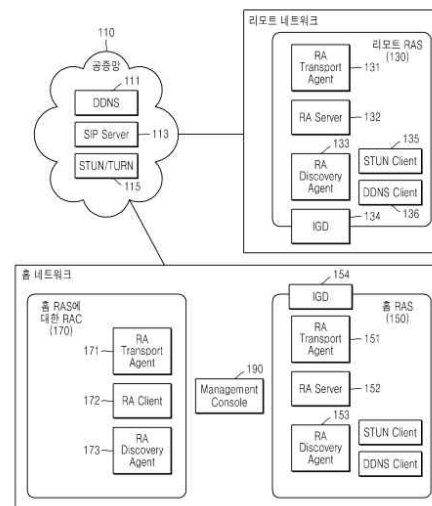 110
공중망
111
DDNS
SIP Server
113
STUN/TURN
115
리모트 네트워크
리모트 RAS
(130)
RA
Transport
Agent
131
RA Server
132
133
RA
Discovery
Agent
135
STUN Client
DDNS Client
136
IGD
134
홈 네트워크
홈 RAS에
대한 RAC
(170)
171
RA
Transport
Agent
172
RA Client
173
RA
Discovery
Agent
190
Management
Console
154
IGD
홈 RAS
(150)
RA
Transport
Agent
151
RA Server
152
153
RA
Discovery
Agent
STUN Client
DDNS Client